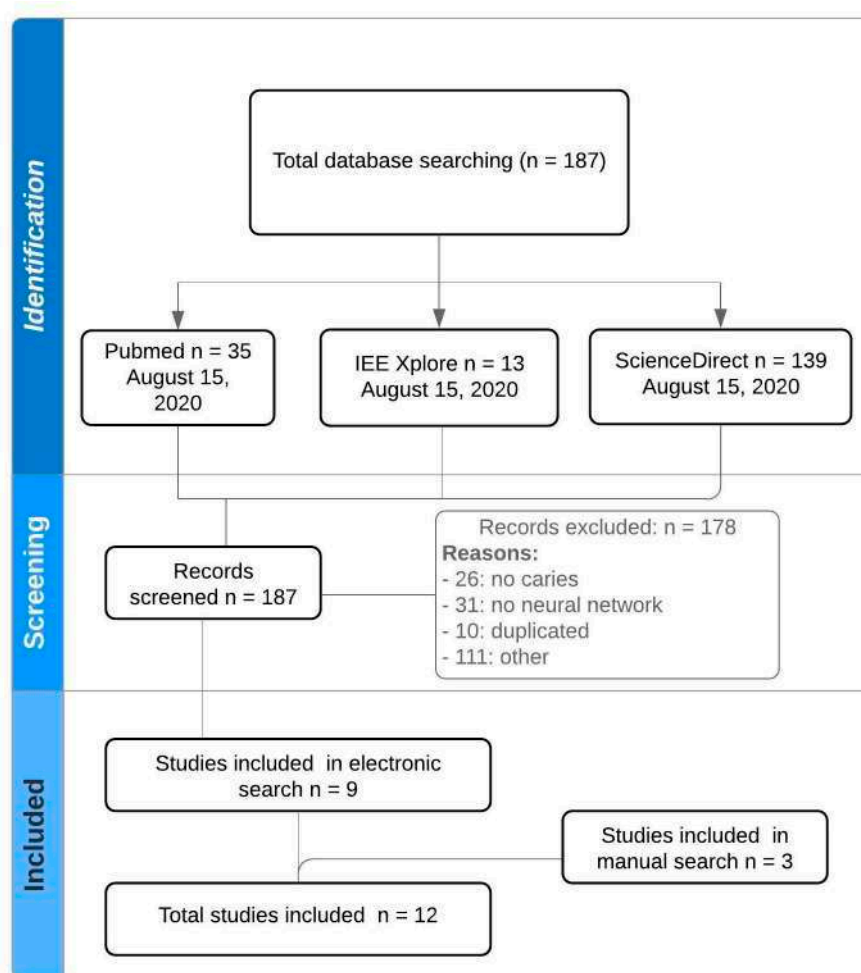 Identification
Total database searching (n = 187)
Pubmed n = 35
August 15,
2020
IEE Xplore n = 13
August 15, 2020
ScienceDirect n = 139
August 15, 2020
Screening
Records
screened n = 187
Records excluded: n = 178
Reasons:
- 26: no caries
- 31: no neural network
- 10: duplicated
- 111: other
Included
Studies included in electronic
search n = 9
Studies included in
manual search n = 3
Total studies included n = 12